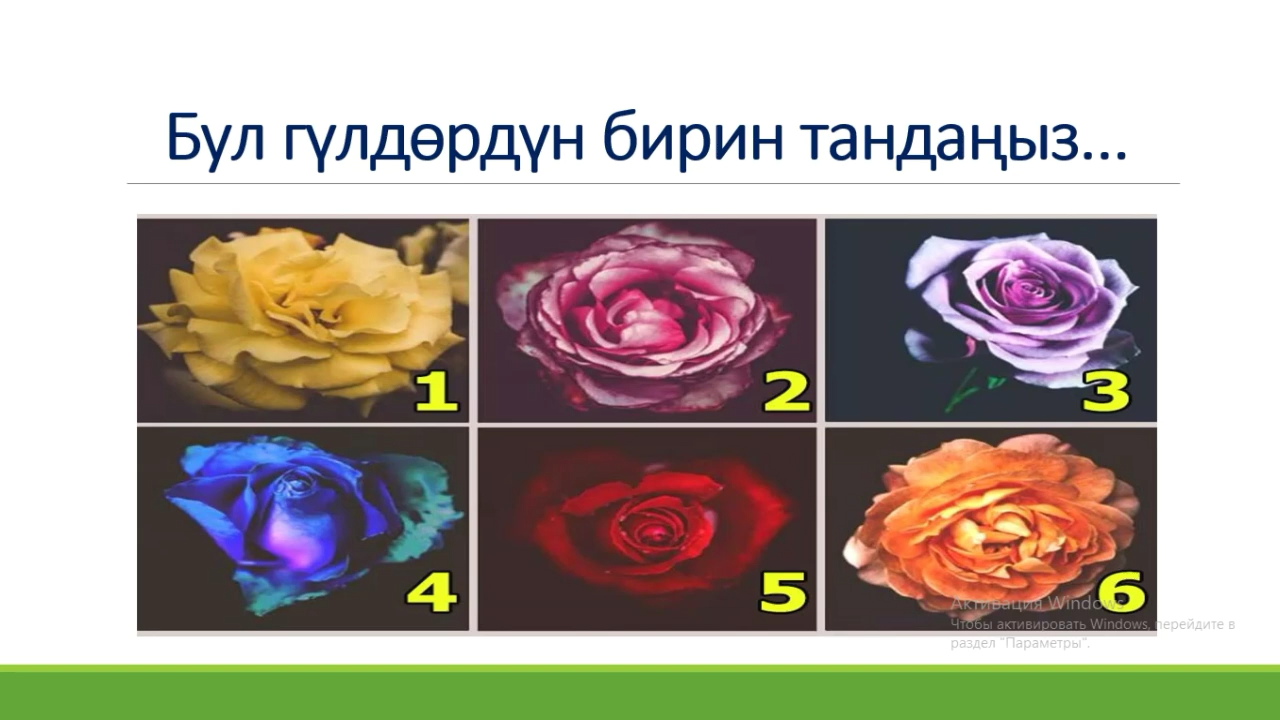 Бул гүлдөрдүн бирин тандаңыз...
1
2
3
4
5
6
Активация Windows
Чтобы активировать Windows, перейдите в
раздел "Параметры".